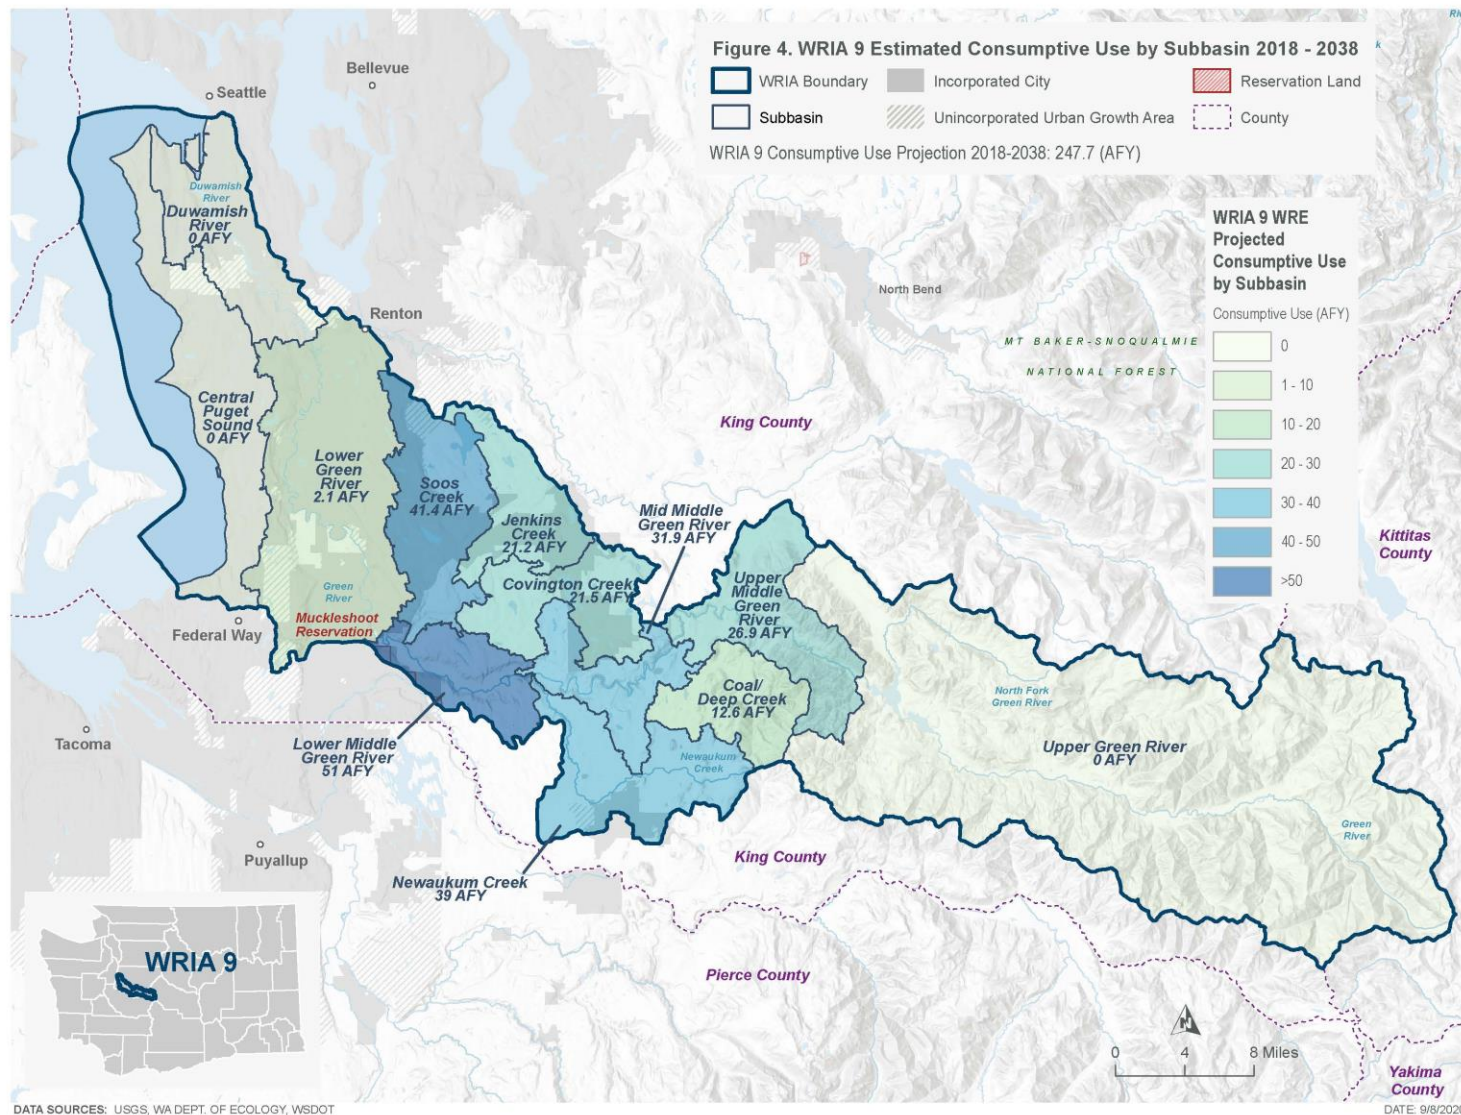 Figure 4. WRIA 9 Estimated Consumptive Use by Subbasin 2018 - 2038
WRIA Boundary
Incorporated City
Reservation Land
Subbasin
Unincorporated Urban Growth Area
County
WRIA 9 Consumptive Use Projection 2018-2038: 247.7 (AFY)
WRIA 9 WRE
Projected
Consumptive Use
by Subbasin
Consumptive Use (AFY)
0
1 - 10
10 - 20
20 - 30
30 - 40
40 - 50
>50
Bellevue
Seattle
Duwamish
River
Duwamish
River
0 AFY
Renton
North Bend
MT BAKER-SNOQUALMIE
NATIONAL FOREST
King County
Central
Puget
Sound
0 AFY
Lower
Green
River
2.1 AFY
Soos
Creek
41.4 AFY
Jenkins
Creek
21.2 AFY
Mid Middle
Green River
31.9 AFY
Covington Creek
21.5 AFY
Upper
Middle
Green
River
26.9 AFY
Kittitas
County
Green
River
Muckleshoot
Reservation
Federal Way
Coal/
Deep Creek
12.6 AFY
North Fork
Green River
Upper Green River
0 AFY
Tacoma
Lower Middle
Green River
51 AFY
Newaukum
Creek
Green
River
Puyallup
Newaukum Creek
39 AFY
King County
Pierce County
WRIA 9
N
0 4 8 Miles
Yakima
County
DATA SOURCES: USGS, WA DEPT. OF ECOLOGY, WSDOT
DATE: 9/8/2020